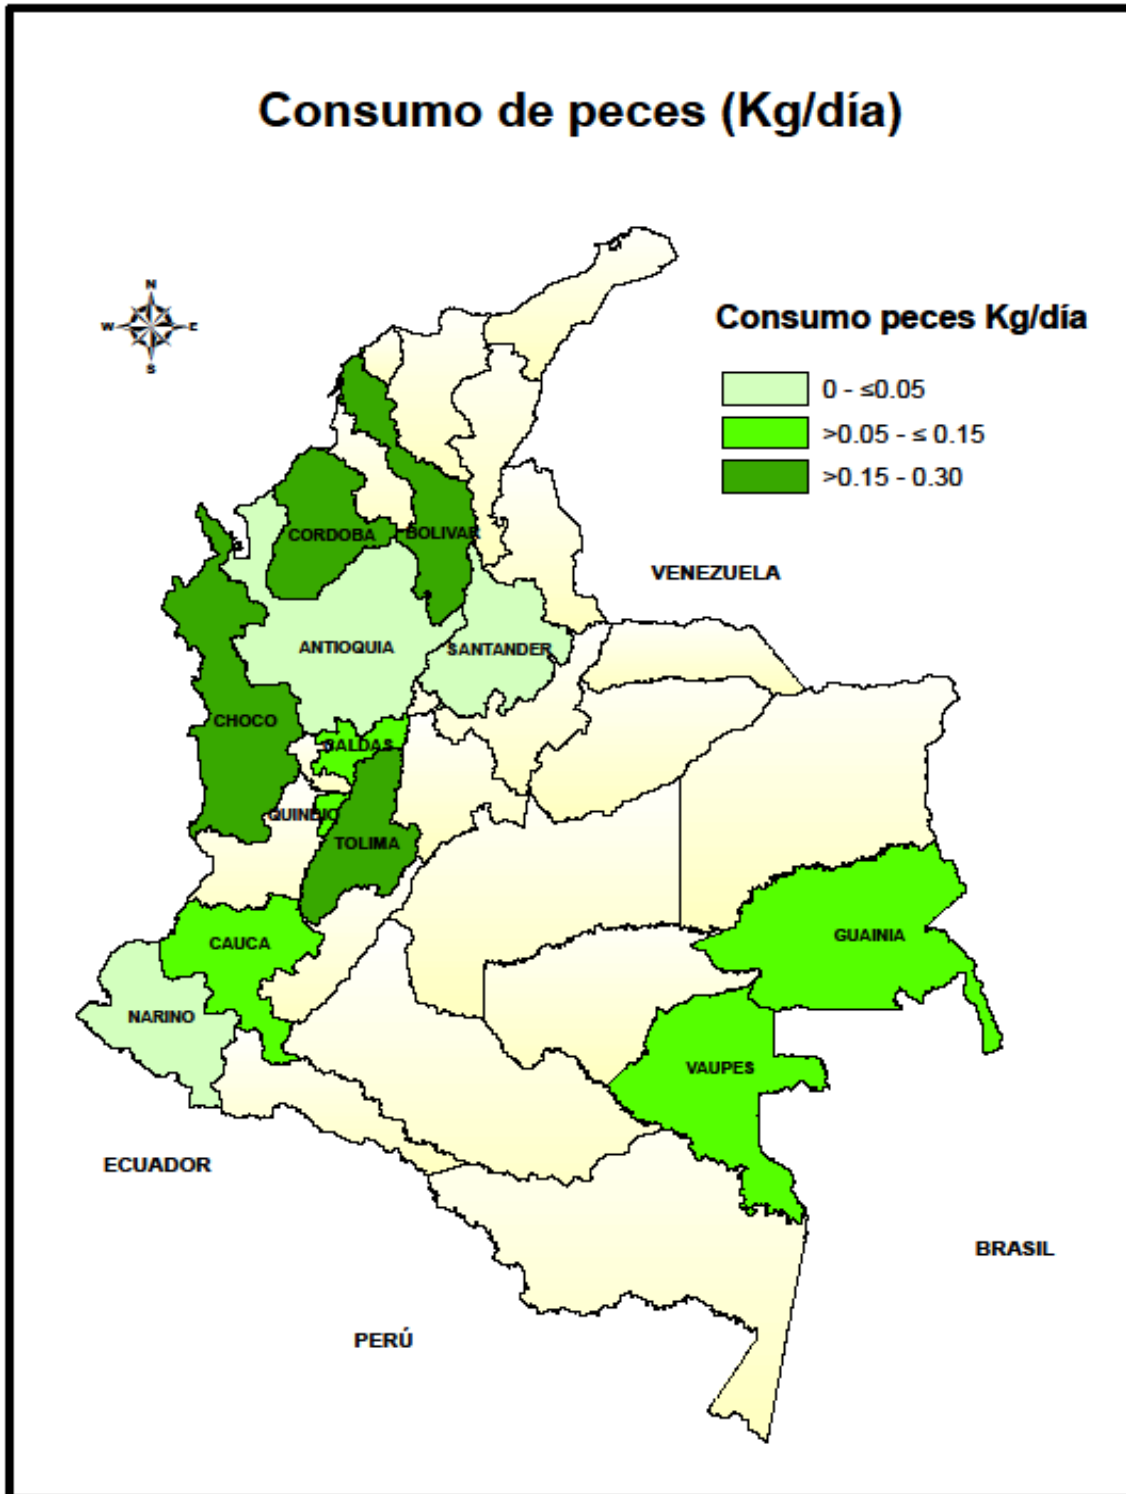 Consumo de peces (Kg/día)
N
W
E
S
Consumo peces Kg/día
0 - ≤0.05
>0.05 - ≤ 0.15
>0.15 - 0.30
CORDOBA
BOLIVAR
VENEZUELA
ANTIOQUIA
SANTANDER
CHOCO
CALDAS
QUINDIO
TOLIMA
CAUCA
GUAINIA
NARINO
VAUPES
ECUADOR
BRASIL
PERÚ